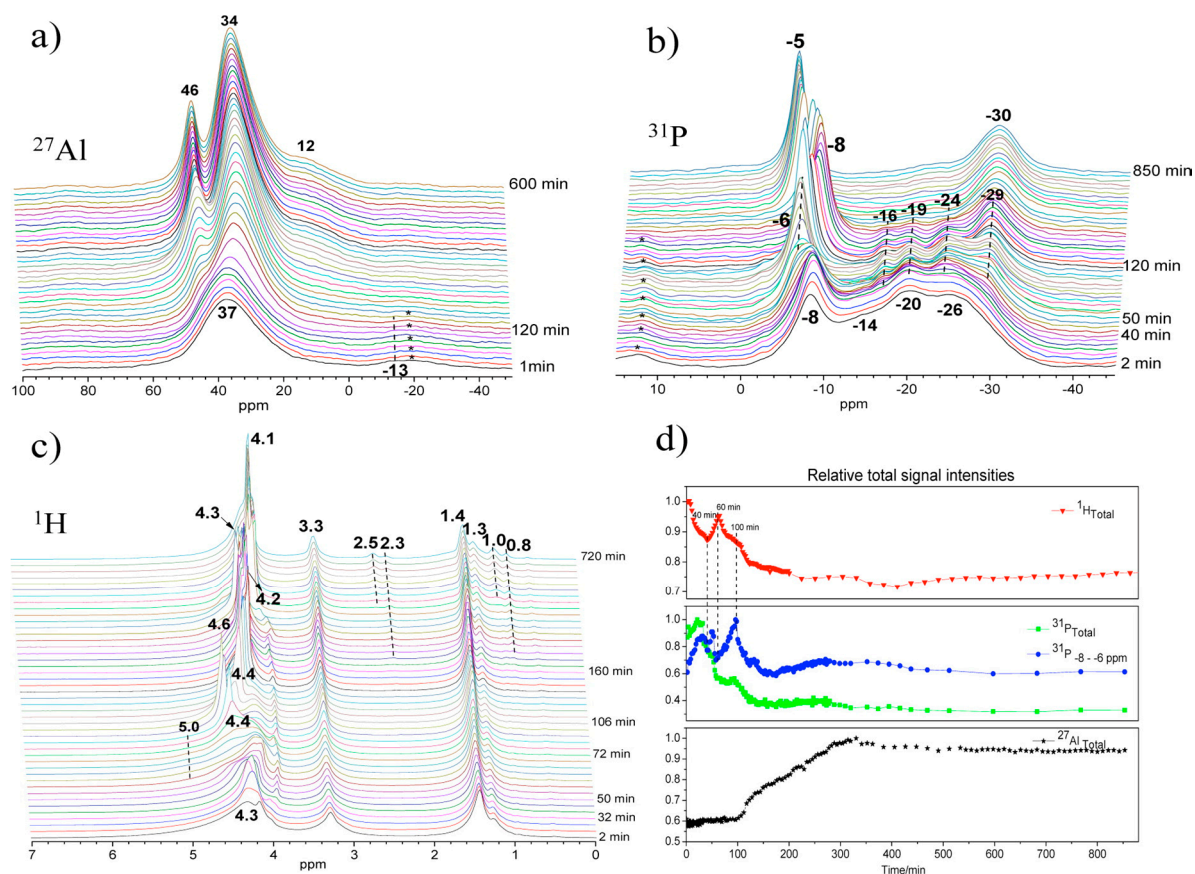 a)
34
46
12
27Al
600 min
37
120 min
-13
1min
*
*
*
*
*
100 80 60 40 20 0 -20 -40
ppm
b)
-5
31P
-8
-30
850 min
-6
-16
-19
-24
-29
120 min
-20
-26
-8
-14
50 min
40 min
2 min
*
*
*
*
*
*
*
10 0 -10 -20 -30 -40
ppm
c)
4.1
1H
4.3
3.3
1.4
1.3
2.5
2.3
1.0
0.8
720 min
4.2
4.6
4.4
160 min
5.0
4.4
106 min
72 min
50 min
4.3
32 min
2 min
7 6 5 4 3 2 1 0
ppm
d)
Relative total signal intensities
1.0
0.9
0.8
0.7
40 min
60 min
100 min
1HTotal
1.0
0.8
0.6
0.4
31PTotal
31P -8 - -6 ppm
1.0
0.9
0.8
0.7
0.6
0.5
27AlTotal
0 100 200 300 400 500 600 700 800
Time/min